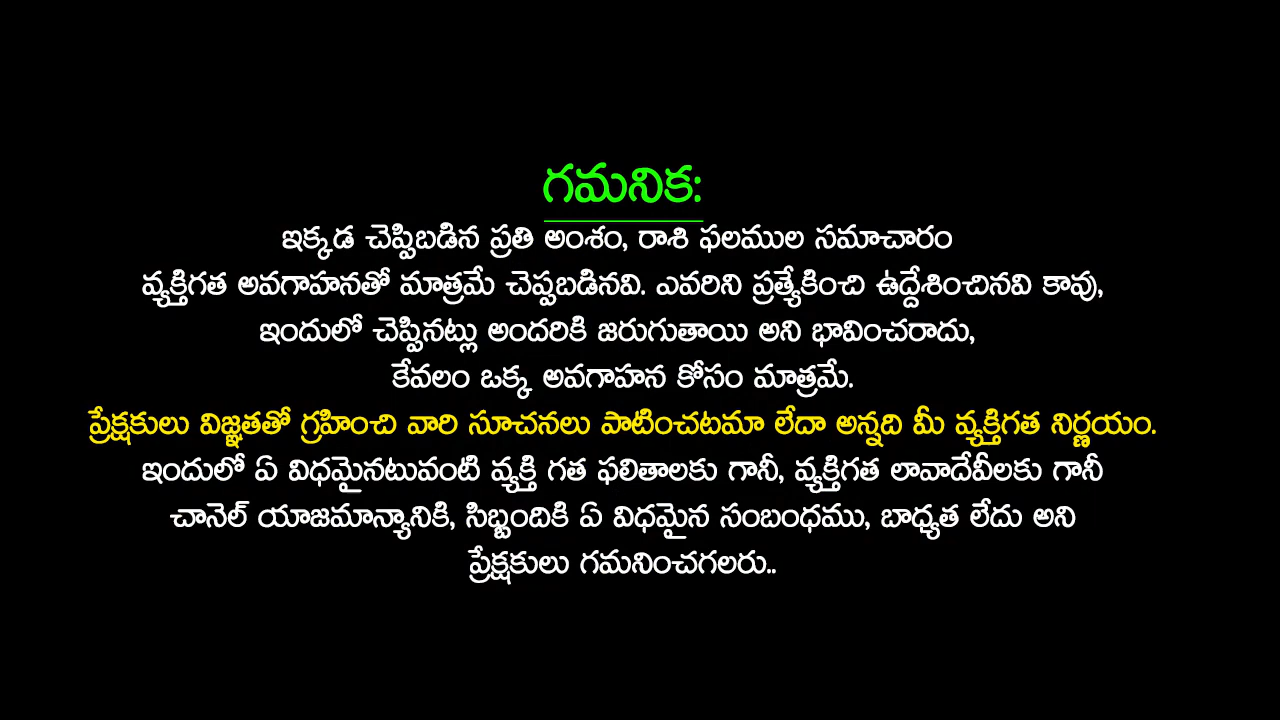 గమనిక:
ఇక్కడ చెప్పిబడిన ప్రతి అంశం, రాశి ఫలముల సమాచారం
వ్యక్తిగత అవగాహనతో మాత్రమే చెప్పబడినవి. ఎవరిని ప్రత్యేకించి ఉద్దేశించినవి కావు,
ఇందులో చెప్పినట్లు అందరికి జరుగుతాయి అని భావించరాదు,
కేవలం ఒక్క అవగాహన కోసం మాత్రమే.
ప్రేక్షకులు విజ్ఞతతో గ్రహించి వారి సూచనలు పాటించటమా లేదా అన్నది మీ వ్యక్తిగత నిర్ణయం.
ఇందులో ఏ విధమైనటువంటి వ్యక్తి గత ఫలితాలకు గానీ, వ్యక్తిగత లావాదేవీలకు గానీ
చానెల్ యాజమాన్యానికి, సిబ్బందికి ఏ విధమైన సంబంధము, బాధ్యత లేదు అని
ప్రేక్షకులు గమనించగలరు..